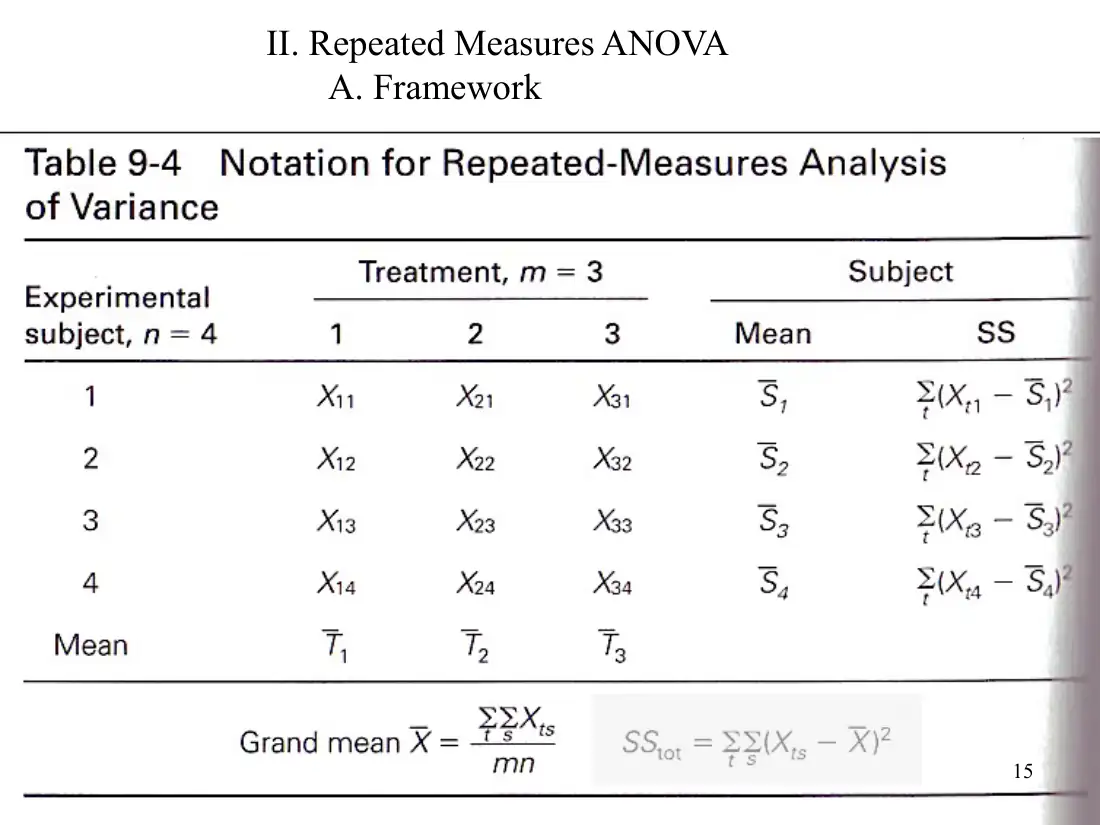 II. Repeated Measures ANOVA
A. Framework
Table 9-4 Notation for Repeated-Measures Analysis
of Variance
Treatment, m = 3 Subject
Experimental
subject, n = 4 1 2 3 Mean SS
1 X₁₁ X₂₁ X₃₁ S̅₁ Σₜ(Xₜ₁ − S̅₁)²
2 X₁₂ X₂₂ X₃₂ S̅₂ Σₜ(Xₜ₂ − S̅₂)²
3 X₁₃ X₂₃ X₃₃ S̅₃ Σₜ(Xₜ₃ − S̅₃)²
4 X₁₄ X₂₄ X₃₄ S̅₄ Σₜ(Xₜ₄ − S̅₄)²
Mean T̅₁ T̅₂ T̅₃
Grand mean X̅ = ΣₜΣₛXₜₛ / mn SSₜₒₜ = ΣₜΣₛ(Xₜₛ − X̅)²
15